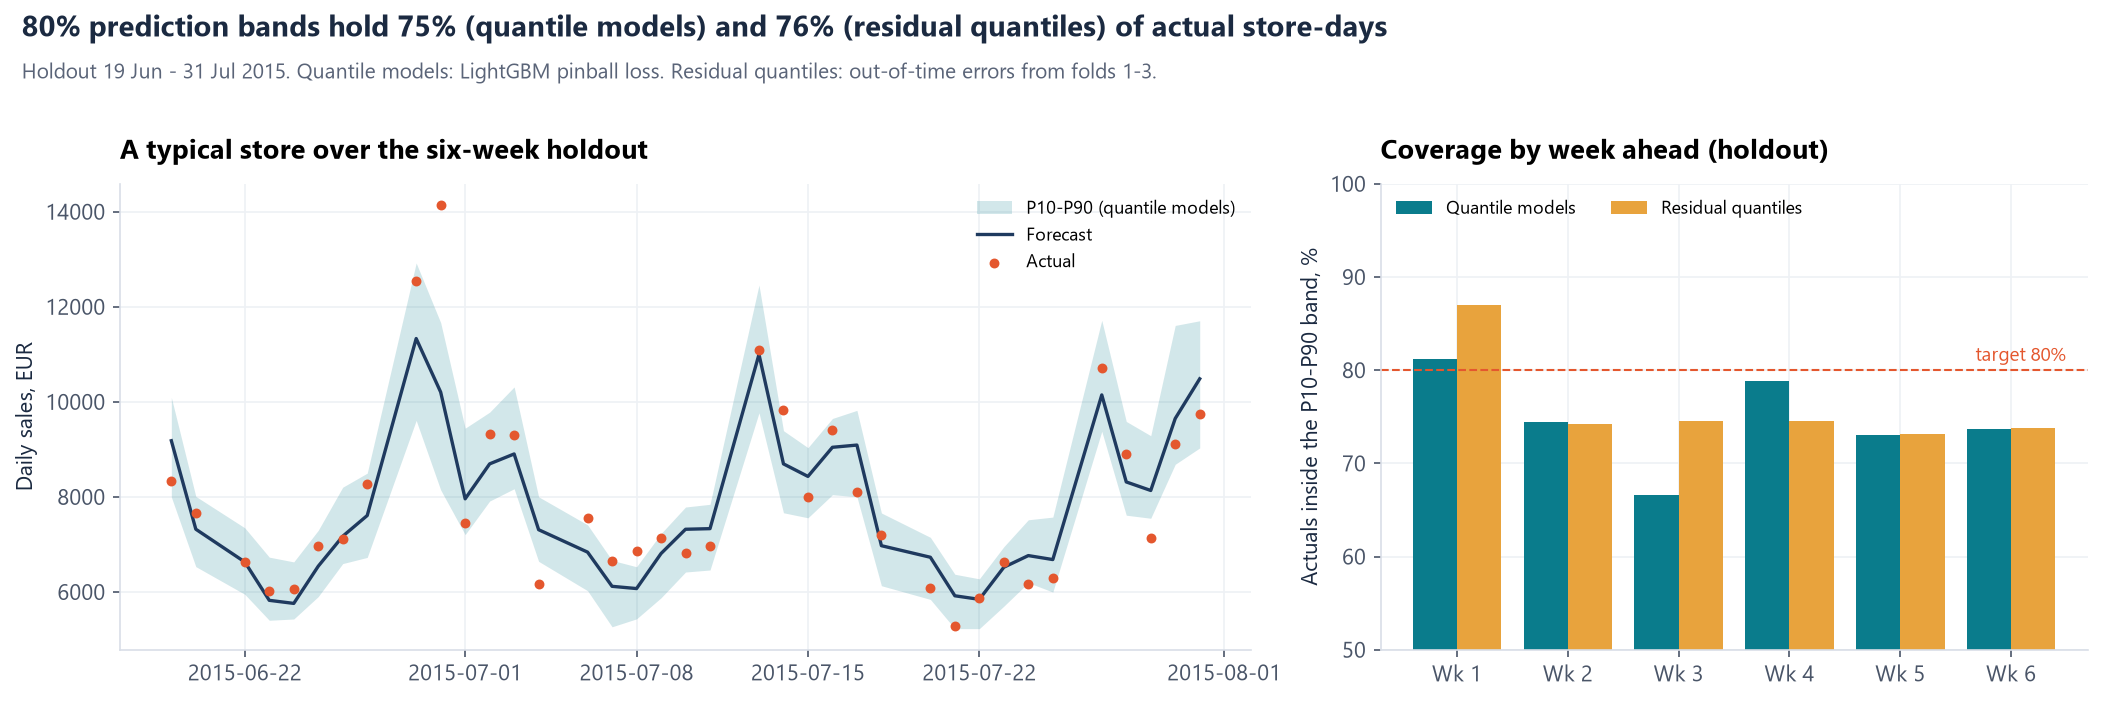 80% prediction bands hold 75% (quantile models) and 76% (residual quantiles) of actual store-days
Holdout 19 Jun - 31 Jul 2015. Quantile models: LightGBM pinball loss. Residual quantiles: out-of-time errors from folds 1-3.
A typical store over the six-week holdout
Daily sales, EUR
14000
12000
10000
8000
6000
P10-P90 (quantile models)
Forecast
Actual
2015-06-22
2015-07-01
2015-07-08
2015-07-15
2015-07-22
2015-08-01
Coverage by week ahead (holdout)
Actuals inside the P10-P90 band, %
100
90
80
70
60
50
Quantile models
Residual quantiles
target 80%
Wk 1
Wk 2
Wk 3
Wk 4
Wk 5
Wk 6